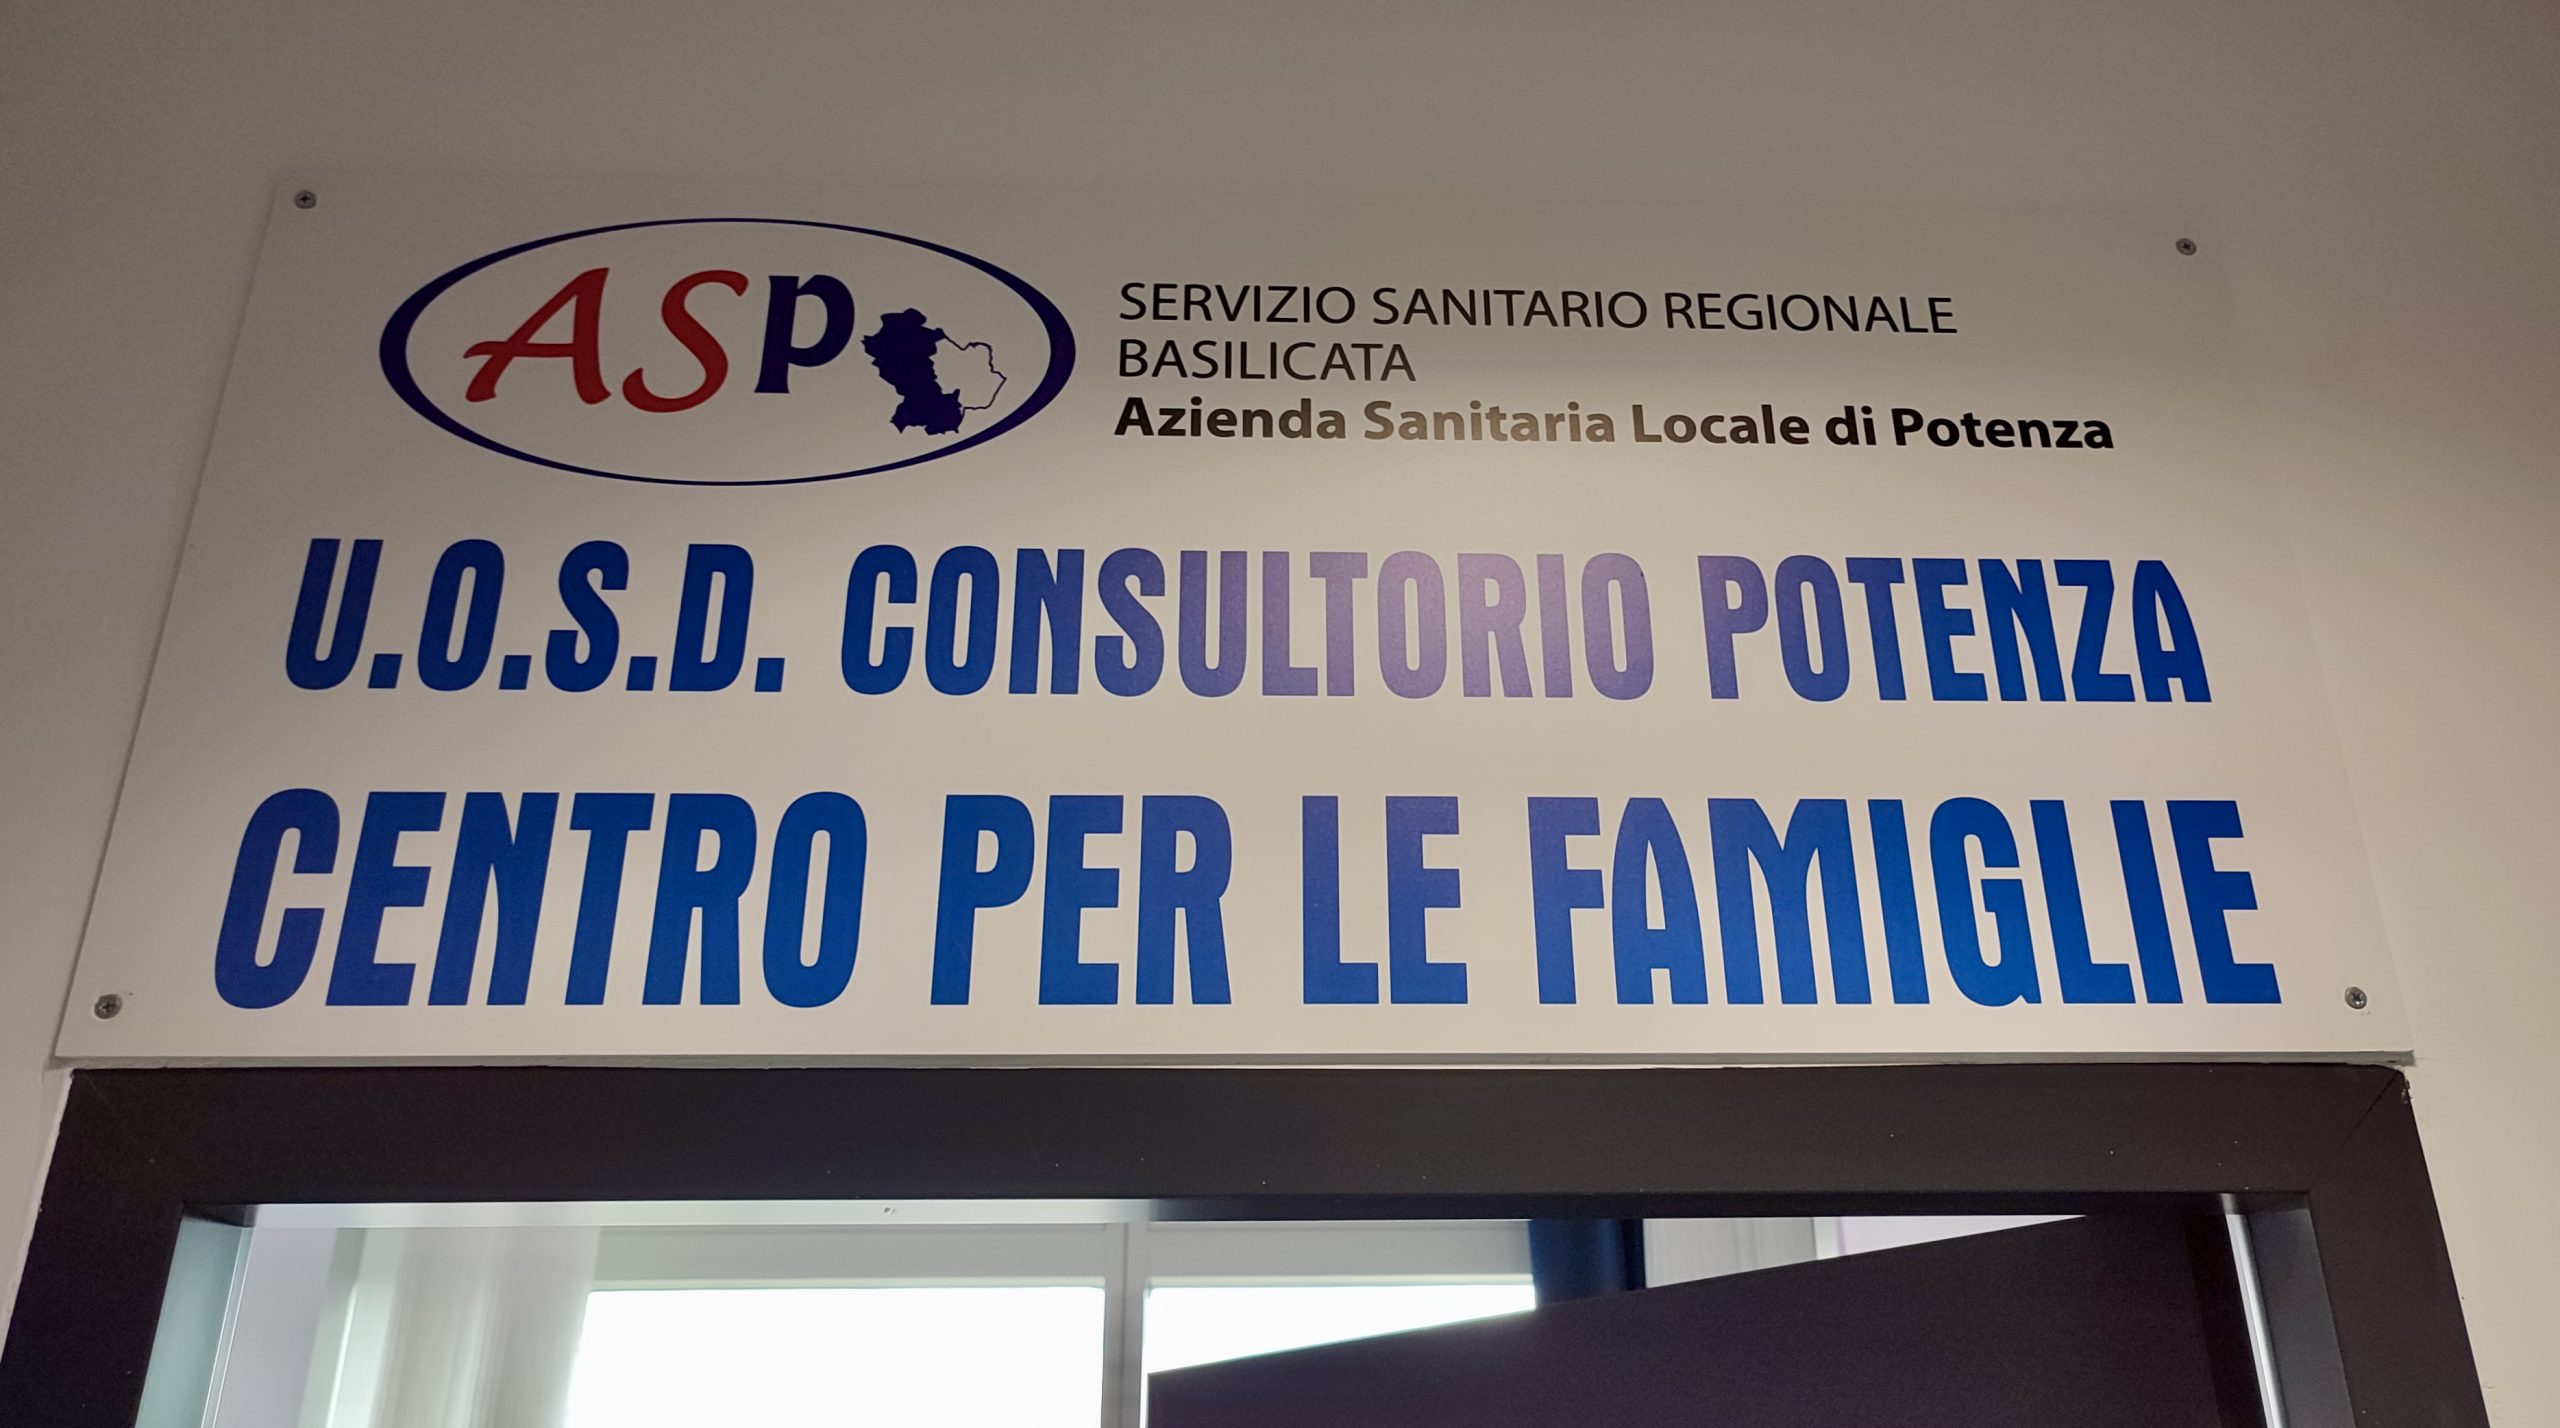 ASP
SERVIZIO SANITARIO REGIONALE
BASILICATA
Azienda Sanitaria Locale di Potenza
U.O.S.D. CONSULTORIO POTENZA
CENTRO PER LE FAMIGLIE